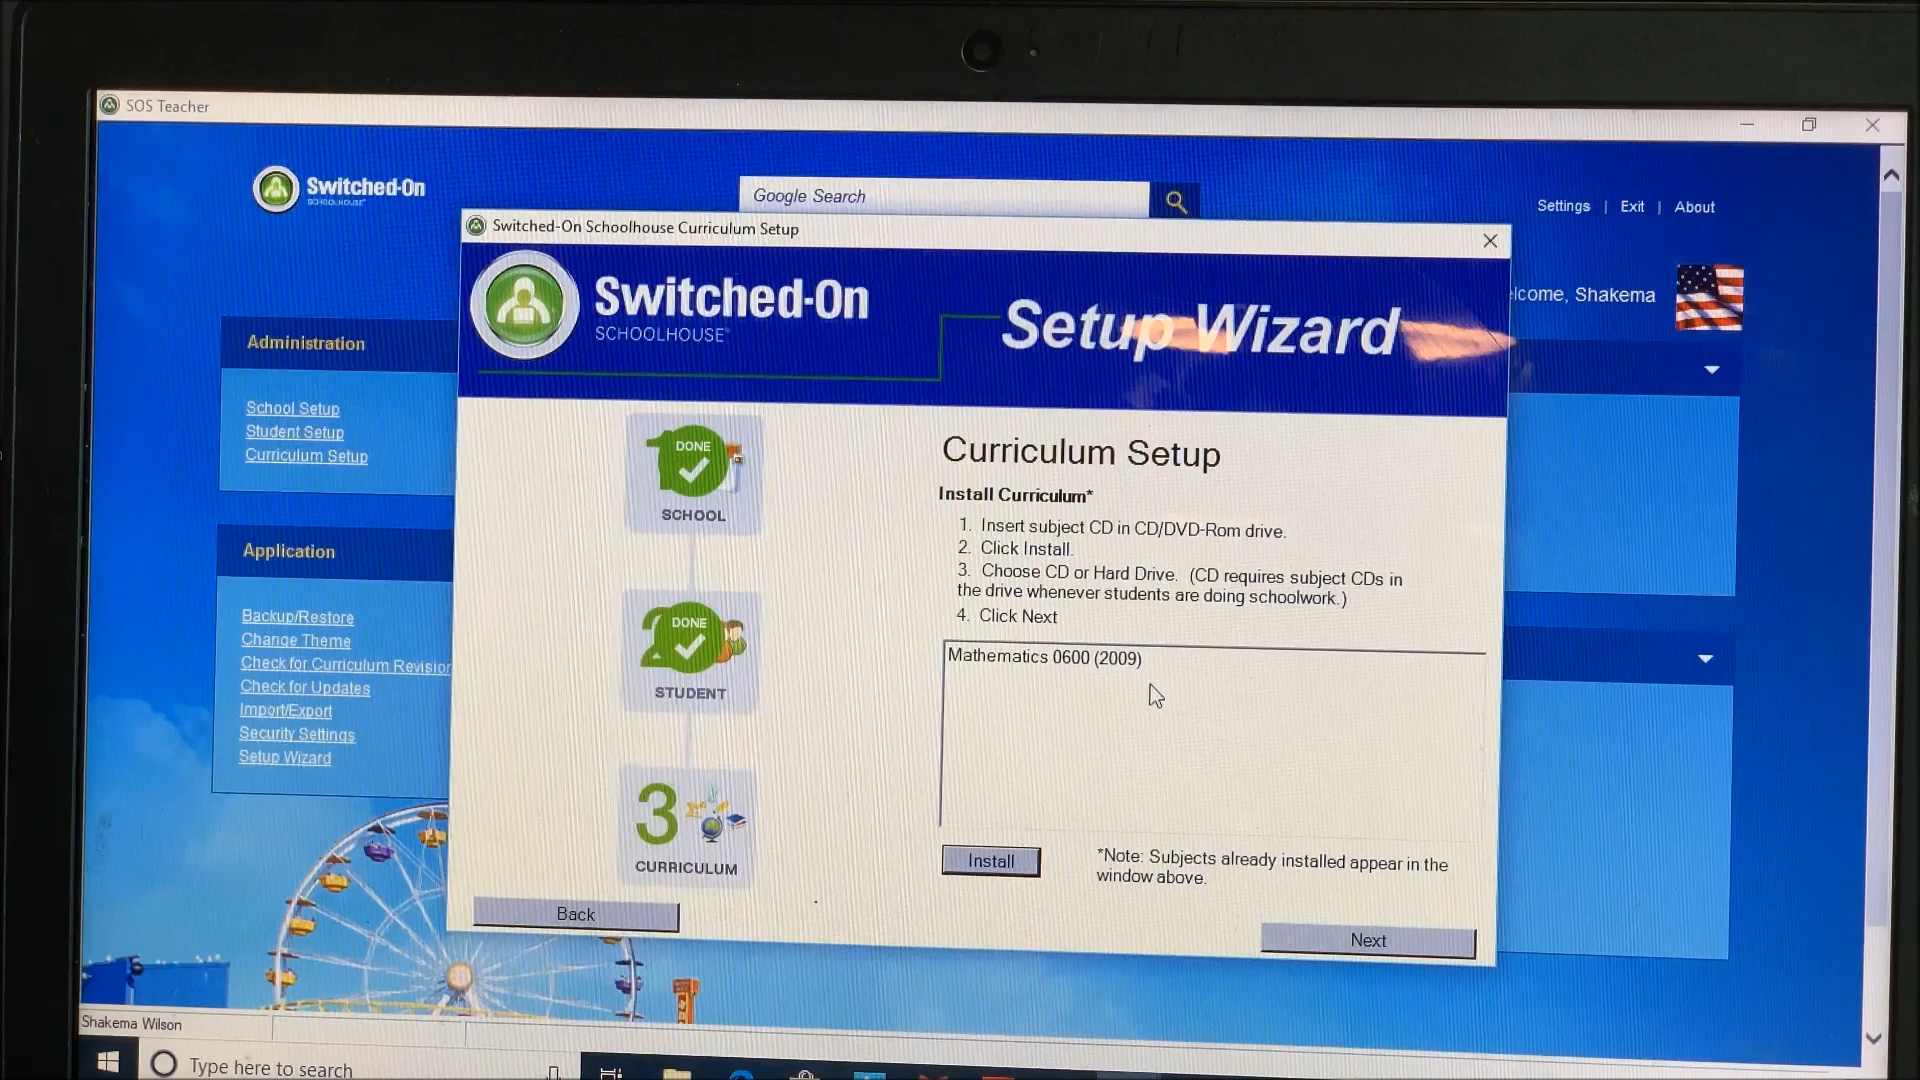 SOS Teacher
Switched-On
SCHOOLHOUSE
Google Search
Settings | Exit | About
Switched-On Schoolhouse Curriculum Setup
Switched-On
SCHOOLHOUSE
Setup Wizard
elcome, Shakema
Administration
School Setup
Student Setup
Curriculum Setup
Application
Backup/Restore
Change Theme
Check for Curriculum Revision
Check for Updates
Import/Export
Security Settings
Setup Wizard
1
DONE
SCHOOL
2
DONE
STUDENT
3
CURRICULUM
Curriculum Setup
Install Curriculum*
1. Insert subject CD in CD/DVD-Rom drive.
2. Click Install.
3. Choose CD or Hard Drive. (CD requires subject CDs in
the drive whenever students are doing schoolwork.)
4. Click Next
Mathematics 0600 (2009)
Install
*Note: Subjects already installed appear in the
window above.
Back
Next
Shakema Wilson
Type here to search